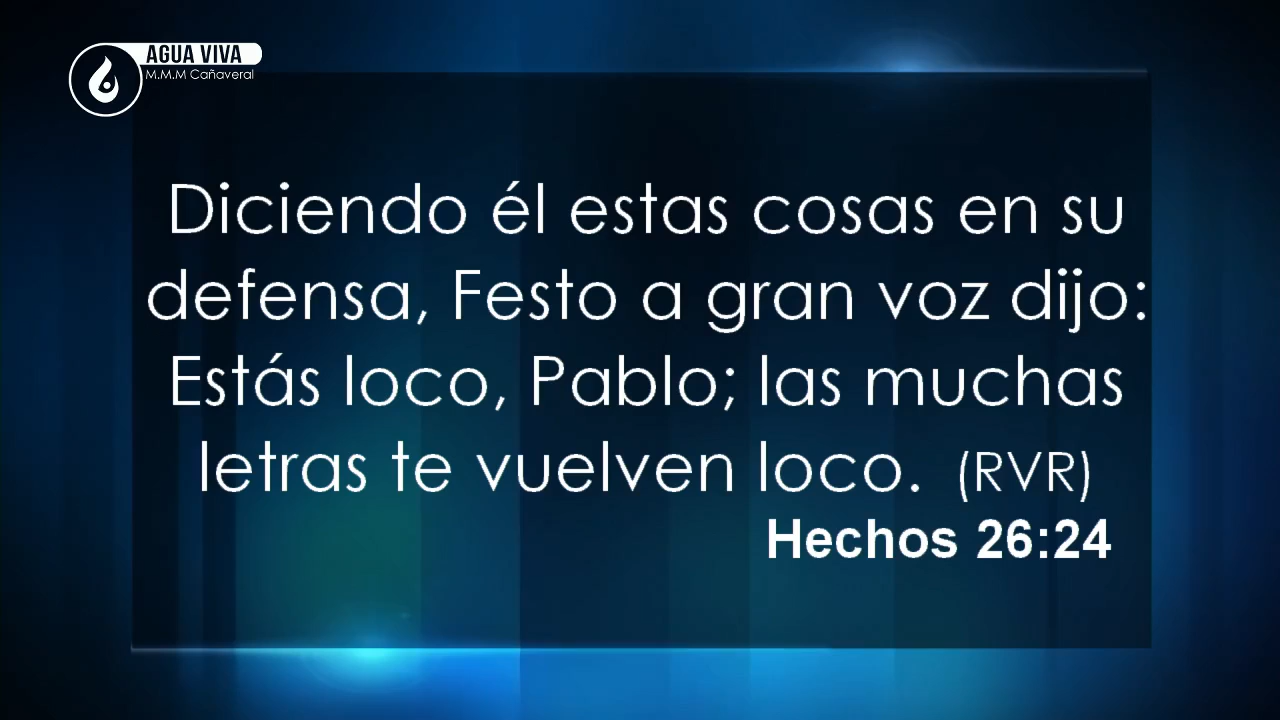 AGUA VIVA
M.M.M Cañaveral
Diciendo él estas cosas en su
defensa, Festo a gran voz dijo:
Estás loco, Pablo; las muchas
letras te vuelven loco. (RVR)
Hechos 26:24